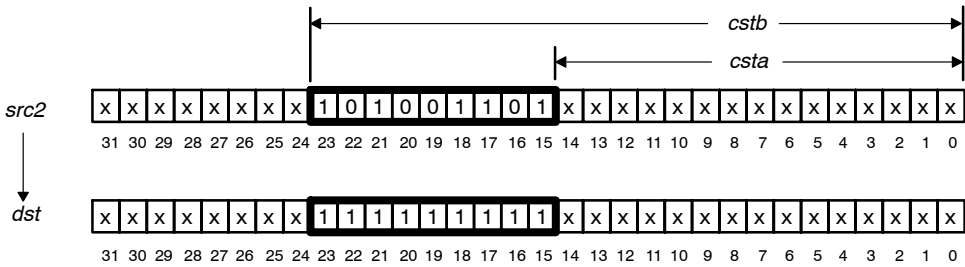 cstb
csta
src2 x x x x x x x x 1 0 1 0 0 1 1 0 1 x x x x x x x x x x x x x x x
31 30 29 28 27 26 25 24 23 22 21 20 19 18 17 16 15 14 13 12 11 10 9 8 7 6 5 4 3 2 1 0
dst x x x x x x x x 1 1 1 1 1 1 1 1 1 x x x x x x x x x x x x x x x
31 30 29 28 27 26 25 24 23 22 21 20 19 18 17 16 15 14 13 12 11 10 9 8 7 6 5 4 3 2 1 0